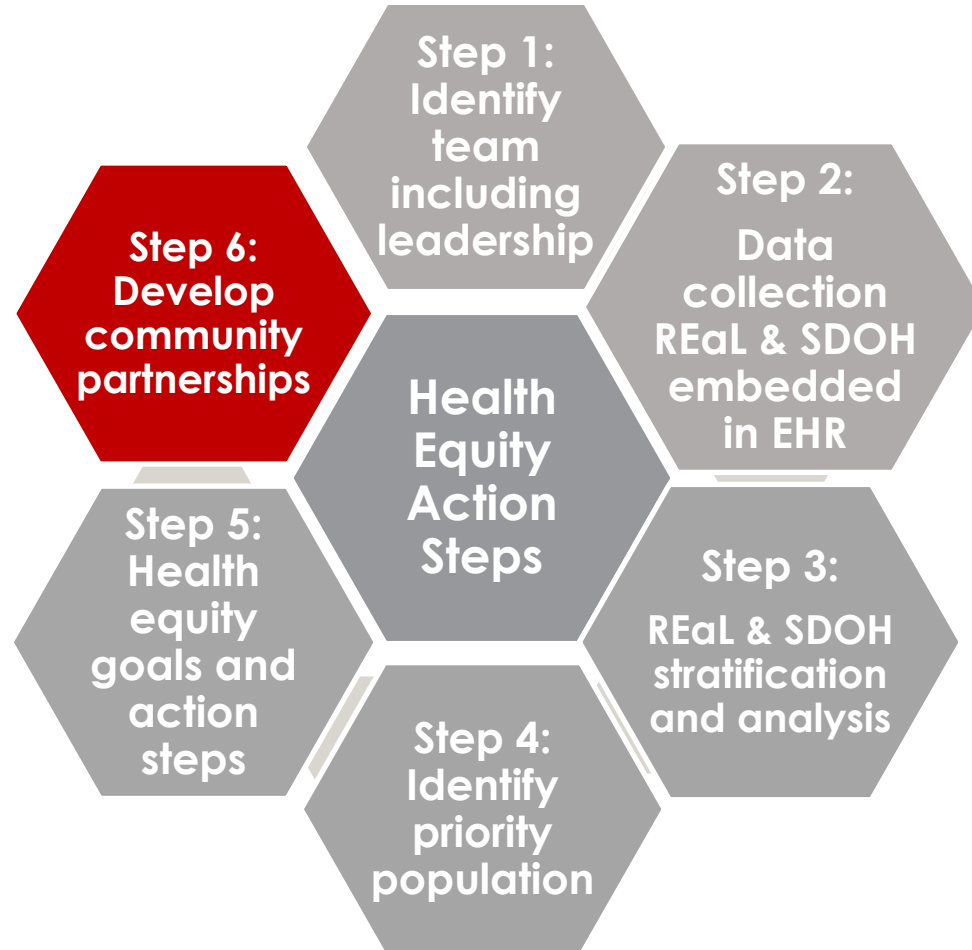 Step 1:
Identify
team
including
leadership
Step 2:
Data
collection
REaL & SDOH
embedded
in EHR
Step 3:
REaL & SDOH
stratification
and analysis
Step 4:
Identify
priority
population
Step 5:
Health
equity
goals and
action
steps
Step 6:
Develop
community
partnerships
Health
Equity
Action
Steps